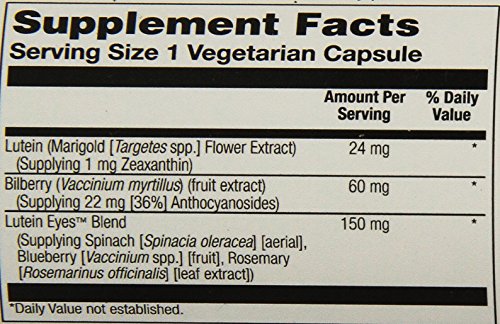 Supplement Facts
Serving Size 1 Vegetarian Capsule
Amount Per Serving % Daily Value
Lutein (Marigold [Targetes spp.] Flower Extract) 24 mg *
(Supplying 1 mg Zeaxanthin)
Bilberry (Vaccinium myrtillus) (fruit extract) 60 mg *
(Supplying 22 mg [36%] Anthocyanosides)
Lutein Eyes™ Blend 150 mg *
(Supplying Spinach [Spinacia oleracea] [aerial],
Blueberry [Vaccinium spp.] [fruit], Rosemary
[Rosemarinus officinalis] [leaf extract])
*Daily Value not established.